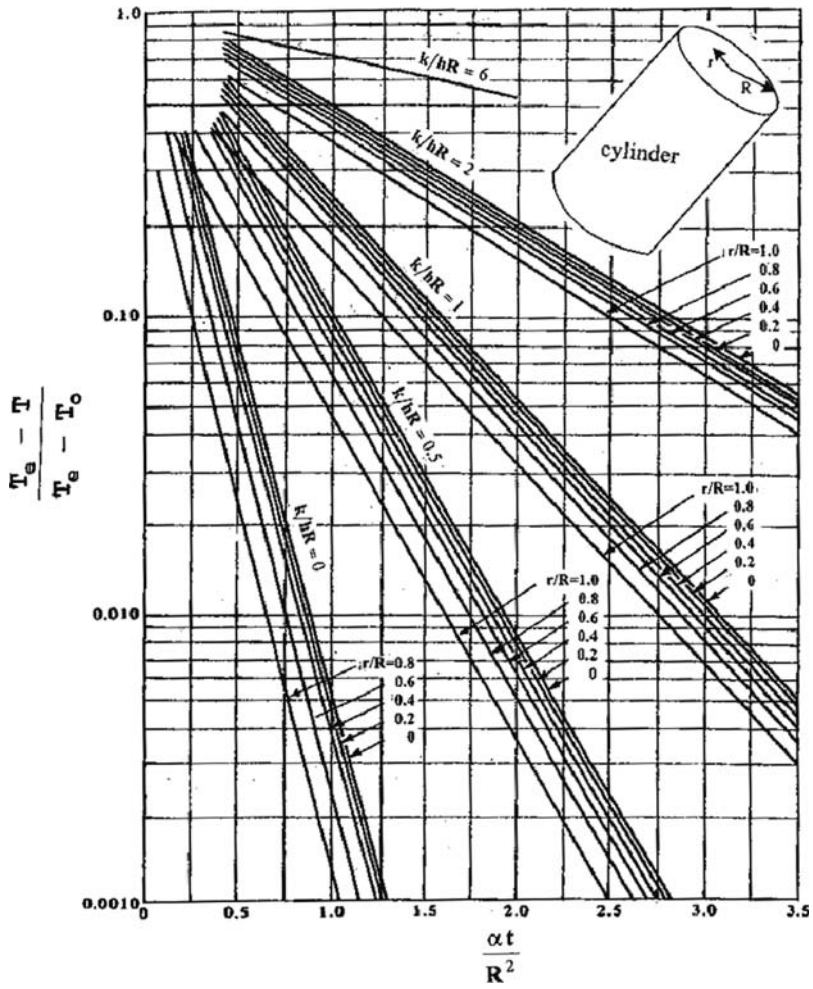 1.0
k/hR = 6
r
R
cylinder
k/hR = 2
r/R=1.0
0.8
0.6
0.4
0.2
0
k/hR = 1
0.10
T_e - T
T_e - T_o
k/hR = 0.5
r/R=1.0
0.8
0.6
0.4
0.2
0
k/hR = 0
r/R=1.0
0.8
0.6
0.4
0.2
0
0.010
r/R=0.8
0.6
0.4
0.2
0
0.0010
0 0.5 1.0 1.5 2.0 2.5 3.0 3.5
αt
R²